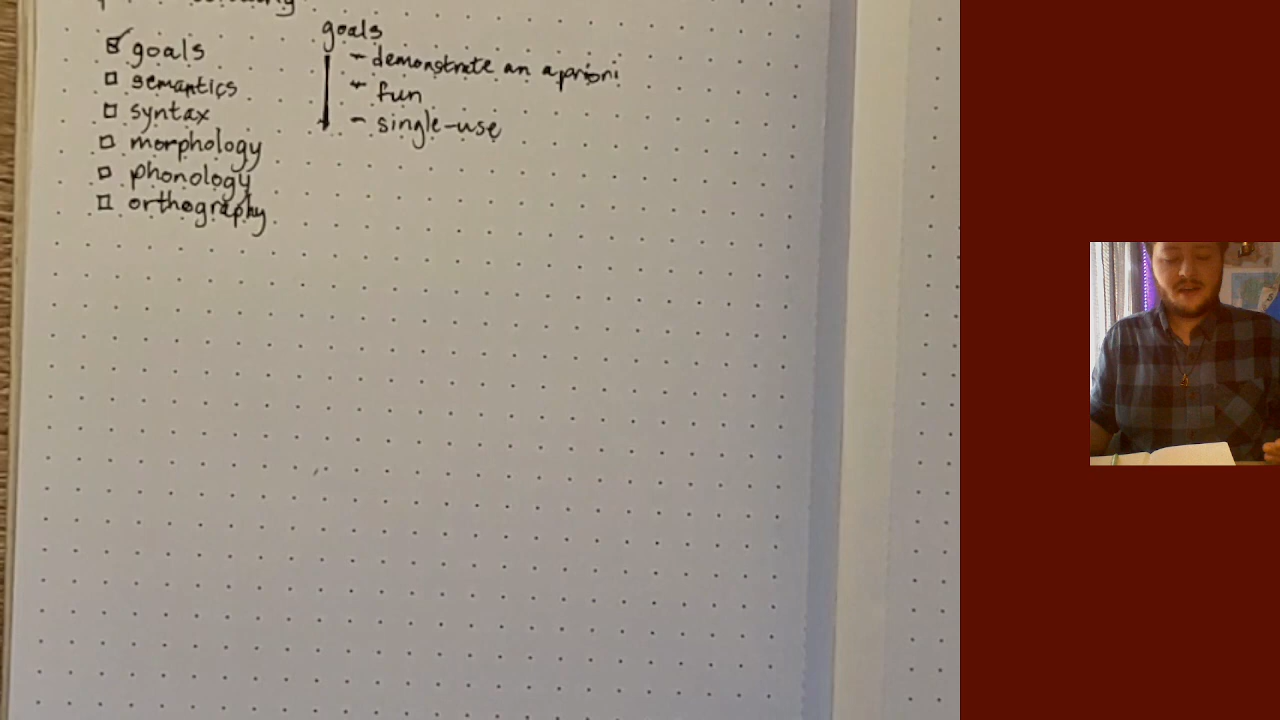 goals
semantics
syntax
morphology
phonology
orthography
goals
- demonstrate an apriori
- fun
- single-use